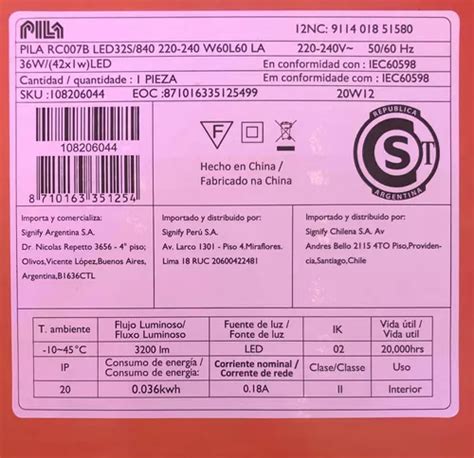 PILA
12NC: 9114 018 51580
PILA RC007B LED32S/840 220-240 W60L60 LA
220-240V~
50/60 Hz
36W/(42x1w)LED
En conformidad con : IEC60598
Cantidad / quantidade : 1 PIEZA
Em conformidade com : IEC60598
SKU :108206044
EOC :871016335125499
20W12
108206044
8 710163 351254
F
Hecho en China /
Fabricado na China
REPUBLICA
S
T
ARGENTINA
Importa y comercializa:
Signify Argentina S.A.
Dr. Nicolas Repetto 3656 - 4° piso;
Olivos,Vicente López,Buenos Aires,
Argentina,B1636CTL
Importado y distribuido por:
Signify Perú S.A.
Av. Larco 1301 - Piso 4.Miraflores.
Lima 18 RUC 20600422481
Importado y distribuido por:
Signify Chilena S.A. Av
Andres Bello 2115 4TO Piso,Providen-
cia,Santiago,Chile
T. ambiente
Flujo Luminoso/
Fluxo Luminoso
Fuente de luz /
Fonte de luz
IK
Vida útil /
Vida util
-10~45°C
3200 lm
LED
02
20,000hrs
IP
Consumo de energía /
Consumo de energia:
Corriente nominal /
Corrente de rede
Clase/Classe
Uso
20
0.036kwh
0.18A
II
Interior